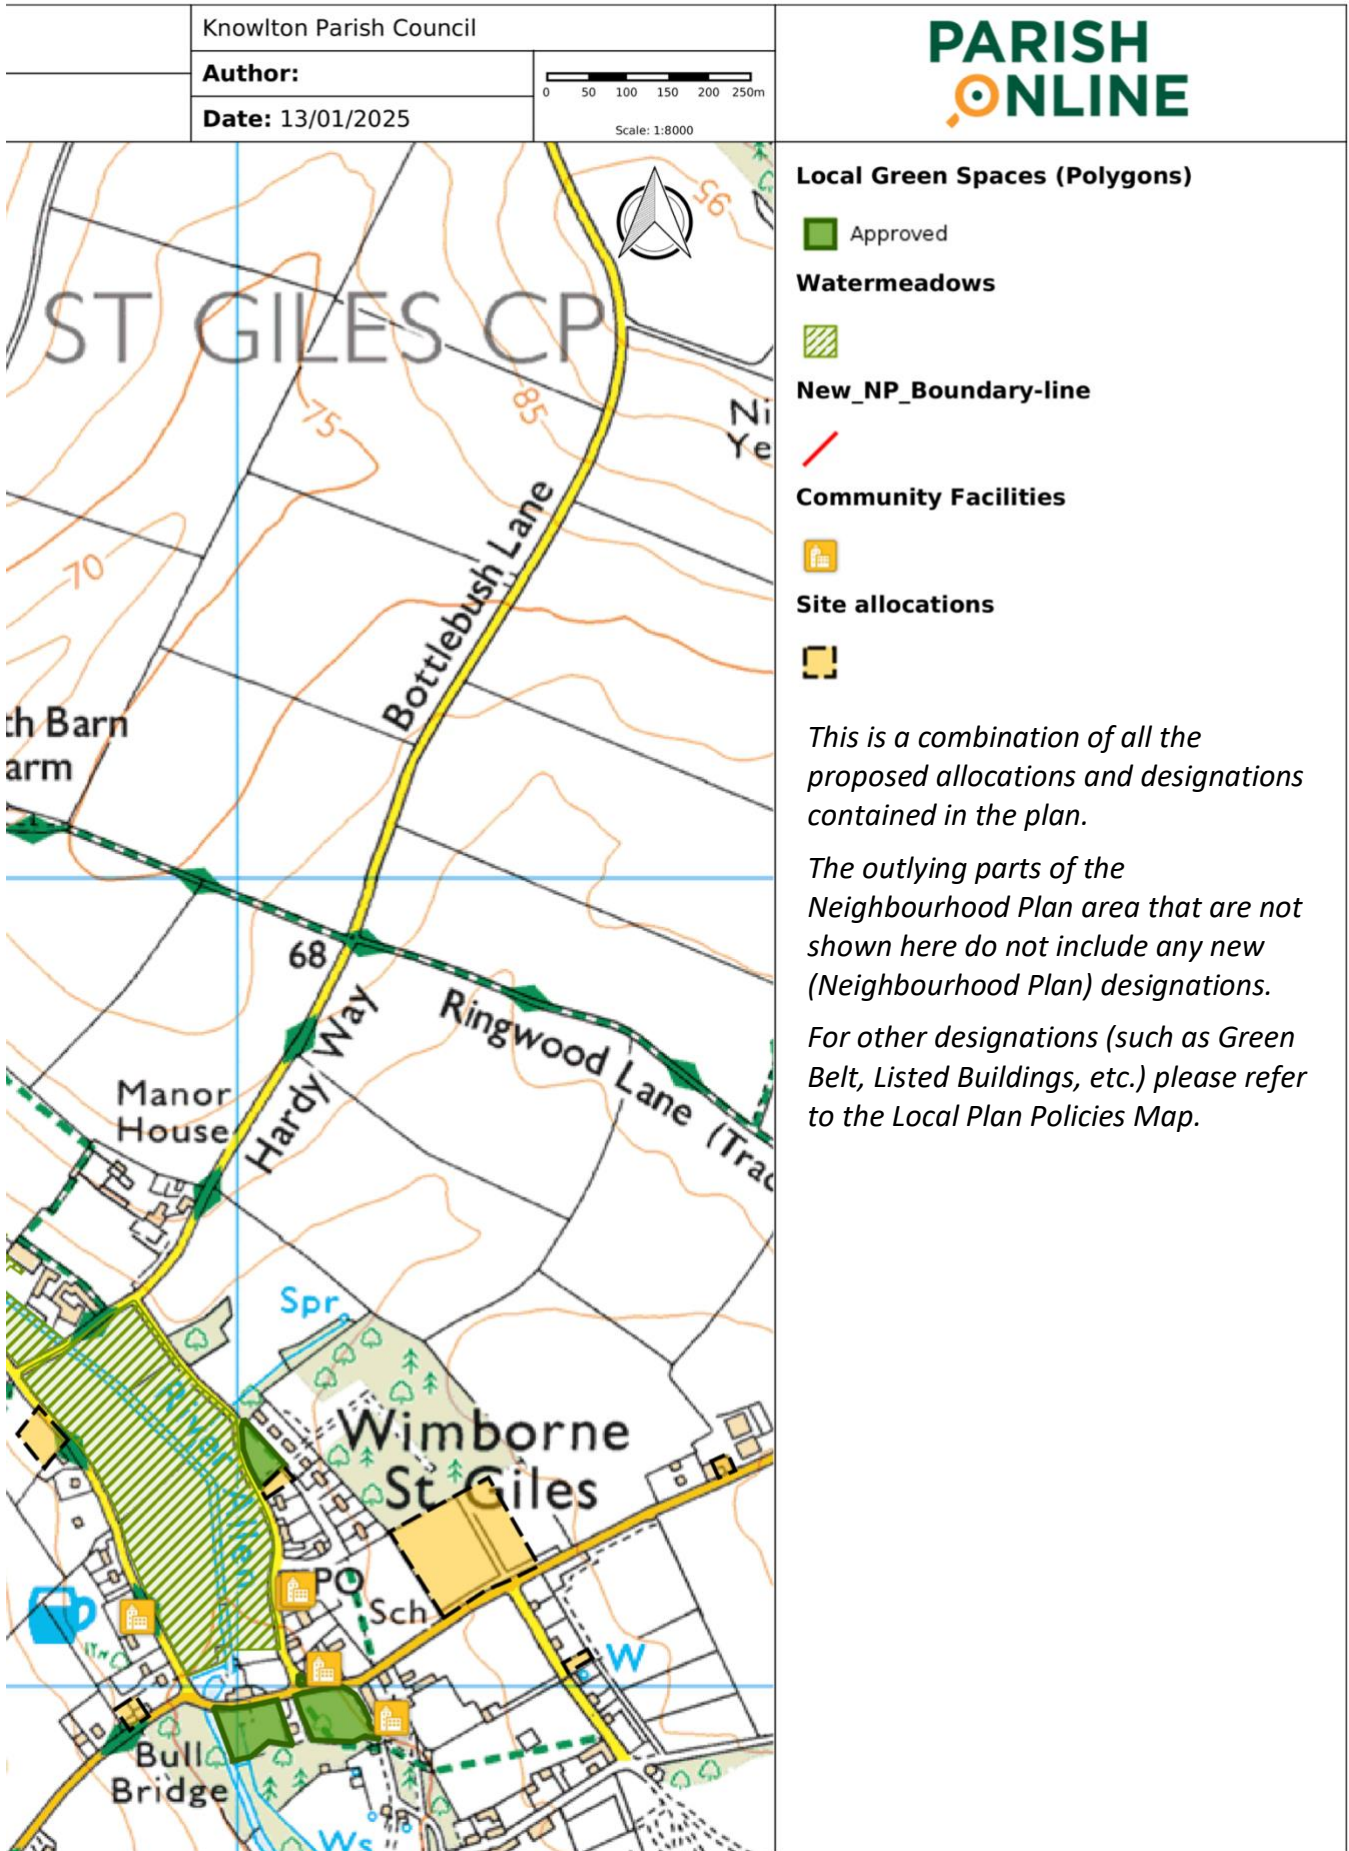 Knowlton Parish Council
Author:
Date: 13/01/2025
0 50 100 150 200 250m
Scale: 1:8000
PARISH
ONLINE
Local Green Spaces (Polygons)
Approved
Watermeadows
New_NP_Boundary-line
Community Facilities
Site allocations
This is a combination of all the
proposed allocations and designations
contained in the plan.
The outlying parts of the
Neighbourhood Plan area that are not
shown here do not include any new
(Neighbourhood Plan) designations.
For other designations (such as Green
Belt, Listed Buildings, etc.) please refer
to the Local Plan Policies Map.
95
ST GILES CP
75
85
Ni
Ye
70
Bottlebush Lane
th Barn
arm
68
Hardy Way
Ringwood Lane (Trac
Manor
House
Spr
River Allen
Wimborne
St Giles
PO
Sch
W
Bull
Bridge
Ws